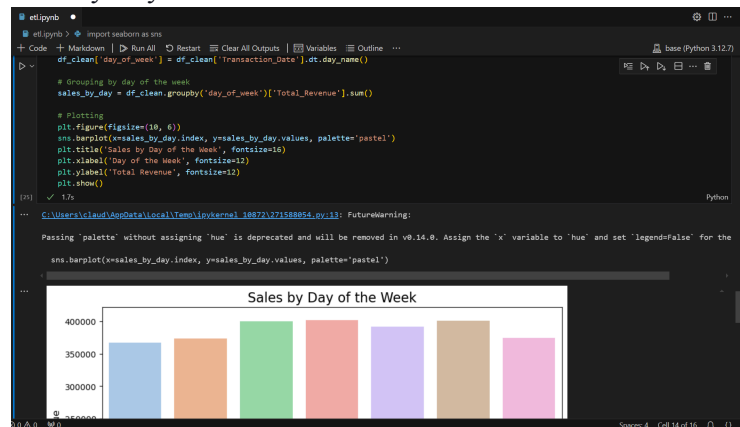 etl.ipynb
etl.ipynb > import seaborn as sns
+ Code + Markdown | Run All Restart Clear All Outputs | Variables Outline ...
base (Python 3.12.7)
df_clean['day_of_week'] = df_clean['Transaction_Date'].dt.day_name()
# Grouping by day of the week
sales_by_day = df_clean.groupby('day_of_week')['Total_Revenue'].sum()
# Plotting
plt.figure(figsize=(10, 6))
sns.barplot(x=sales_by_day.index, y=sales_by_day.values, palette='pastel')
plt.title('Sales by Day of the Week', fontsize=16)
plt.xlabel('Day of the Week', fontsize=12)
plt.ylabel('Total Revenue', fontsize=12)
plt.show()
[25] ✓ 1.7s
Python
... C:\Users\claud\AppData\Local\Temp\ipykernel_10872\271588054.py:13: FutureWarning:
Passing `palette` without assigning `hue` is deprecated and will be removed in v0.14.0. Assign the `x` variable to `hue` and set `legend=False` for the
sns.barplot(x=sales_by_day.index, y=sales_by_day.values, palette='pastel')
...
Sales by Day of the Week
400000
350000
300000
250000
0 0 0
Spaces: 4 Cell 14 of 16